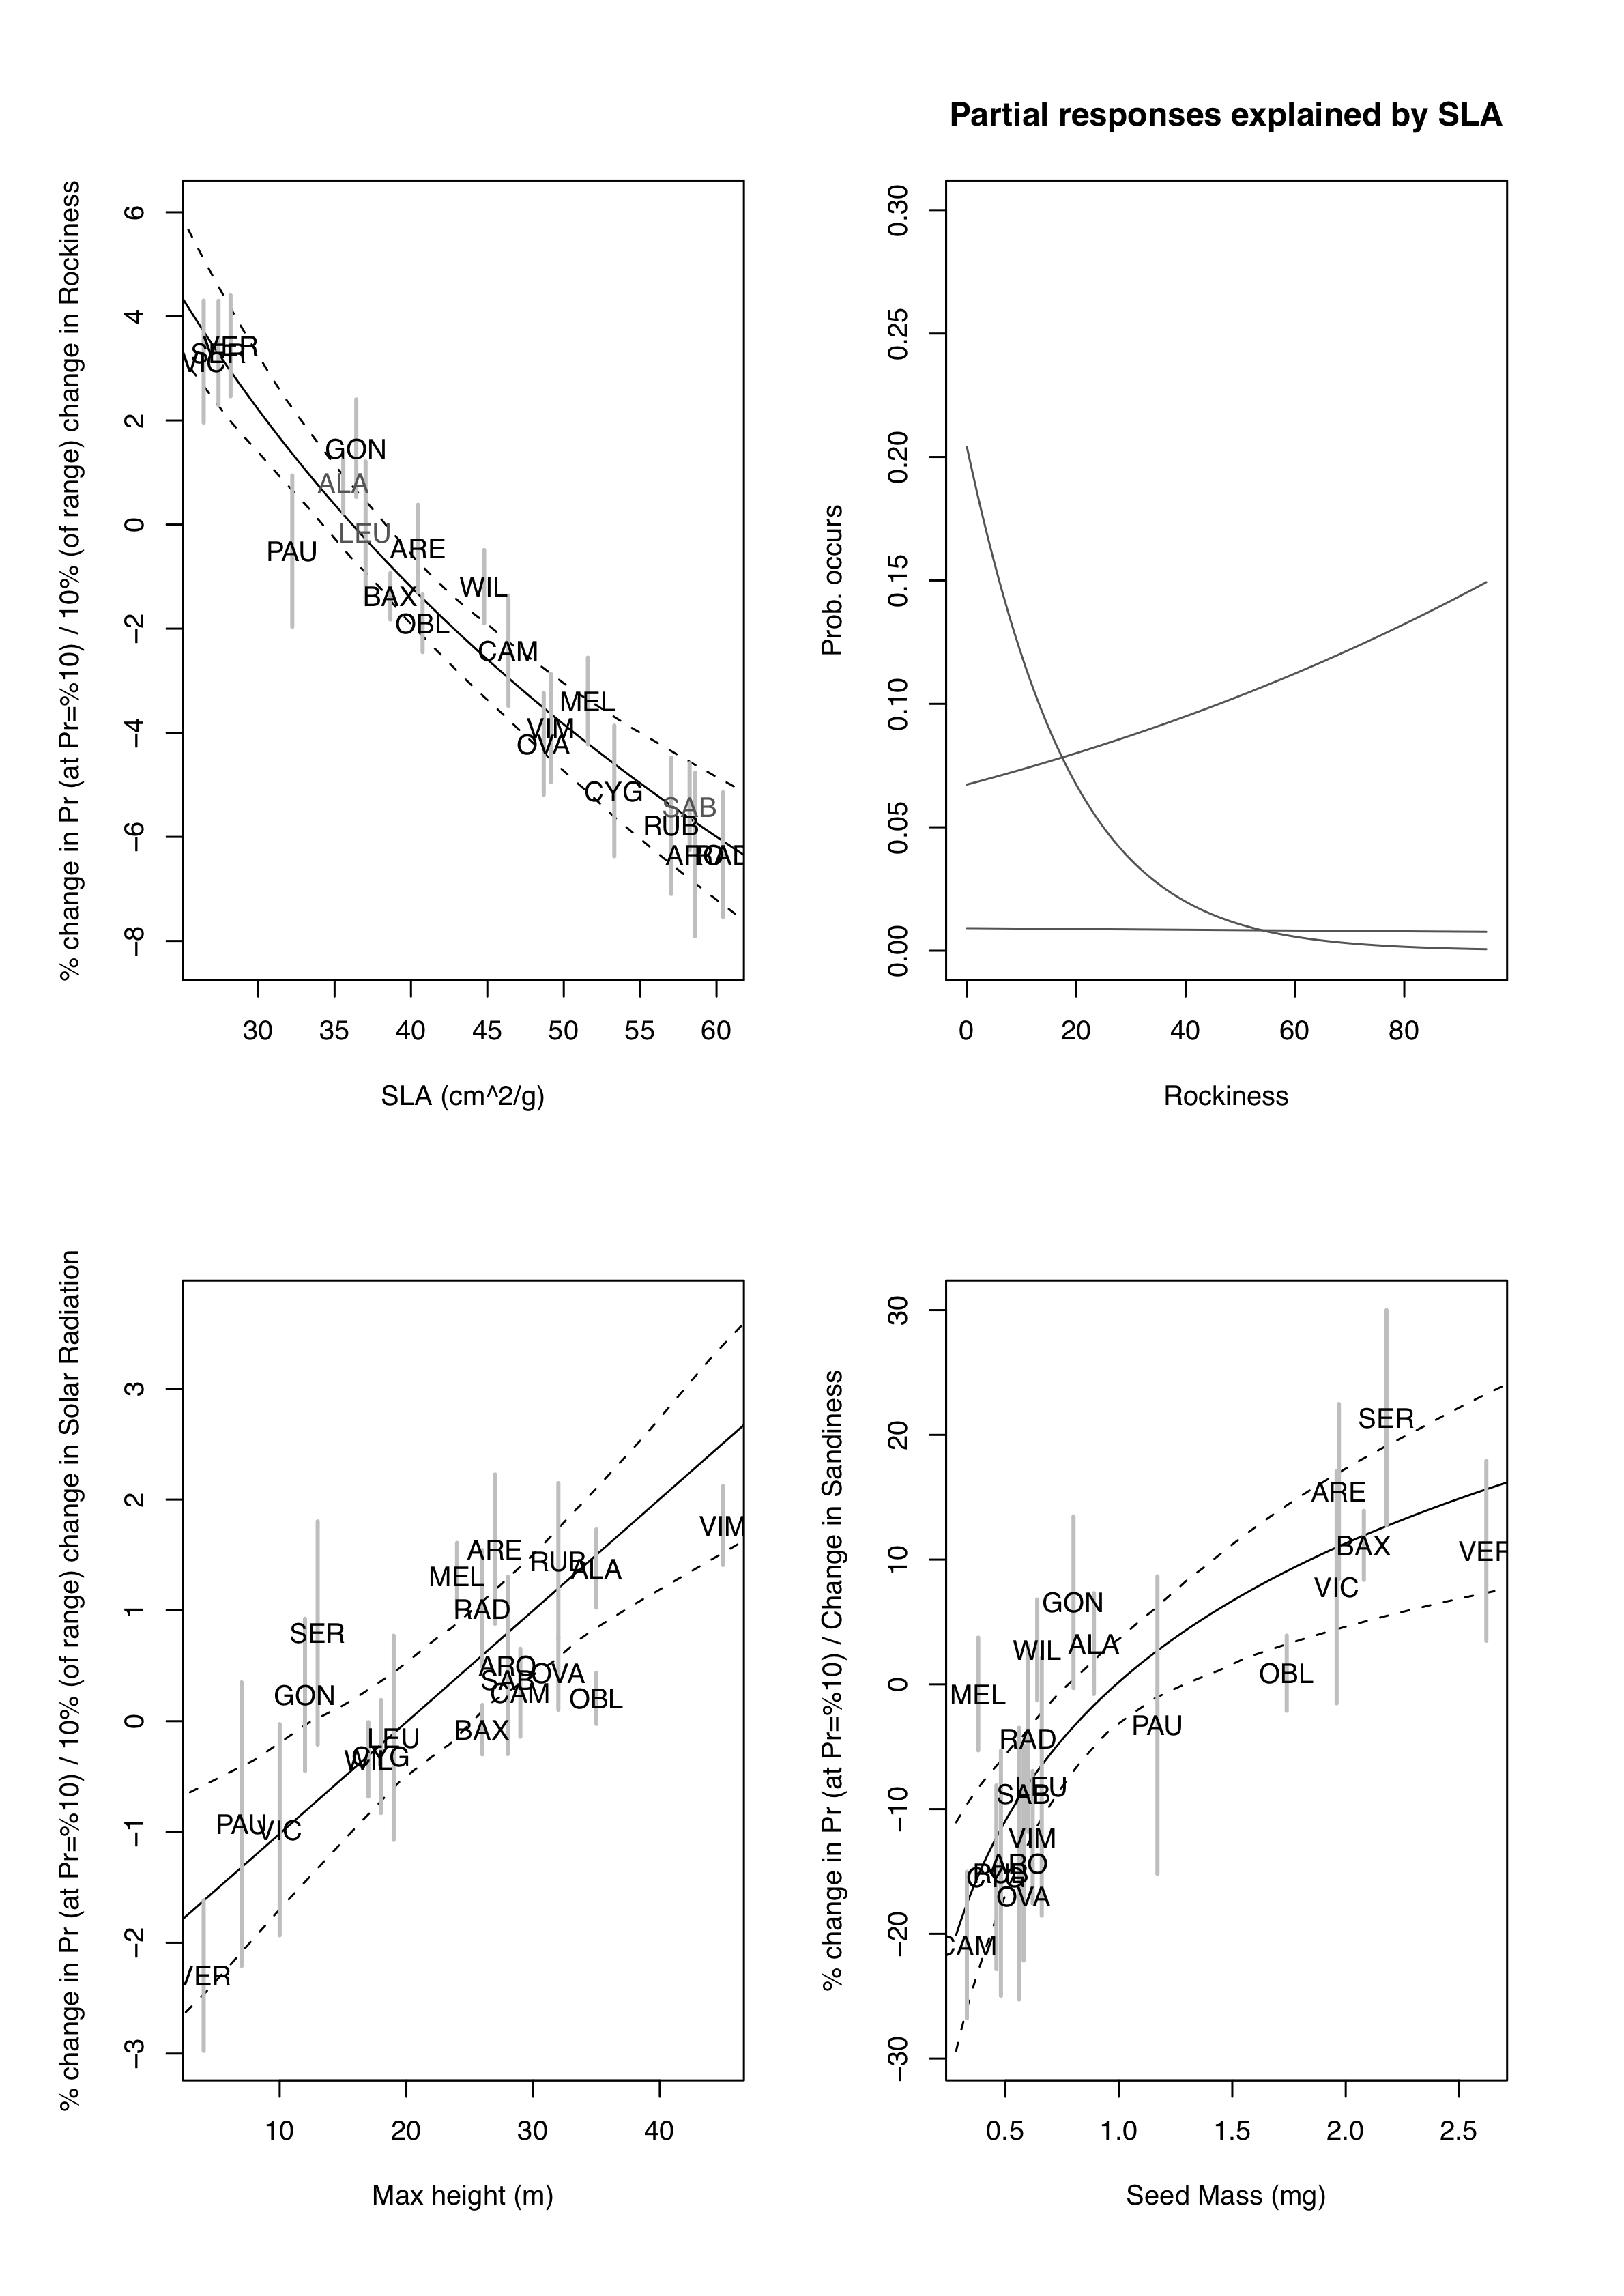 Partial responses explained by SLA
% change in Pr (at Pr=%10) / 10% (of range) change in Rockiness
6
4
2
0
−2
−4
−6
−8
VER
SER
VIC
GON
ALA
LEU
PAU
ARE
BAX
OBL
WIL
CAM
MEL
VIM
OVA
CYG
SAB
RUB
ARO
RAD
30 35 40 45 50 55 60
SLA (cm^2/g)
Prob. occurs
0.30
0.25
0.20
0.15
0.10
0.05
0.00
0 20 40 60 80
Rockiness
% change in Pr (at Pr=%10) / 10% (of range) change in Solar Radiation
3
2
1
0
−1
−2
−3
VIM
ARE
RUB
ALA
MEL
RAD
SER
ARO
SAB
OVA
CAM
OBL
GON
BAX
LEU
CYG
WIL
PAU
VIC
VER
10 20 30 40
Max height (m)
% change in Pr (at Pr=%10) / Change in Sandiness
30
20
10
0
−10
−20
−30
SER
ARE
BAX
VER
VIC
GON
ALA
WIL
OBL
MEL
PAU
RAD
LEU
SAB
VIM
ARO
RUB
CYG
OVA
CAM
0.5 1.0 1.5 2.0 2.5
Seed Mass (mg)